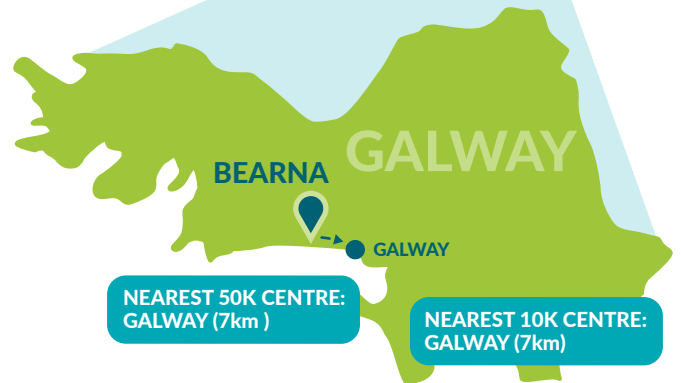 GALWAY
BEARNA
GALWAY
NEAREST 50K CENTRE:
GALWAY (7km )
NEAREST 10K CENTRE:
GALWAY (7km)